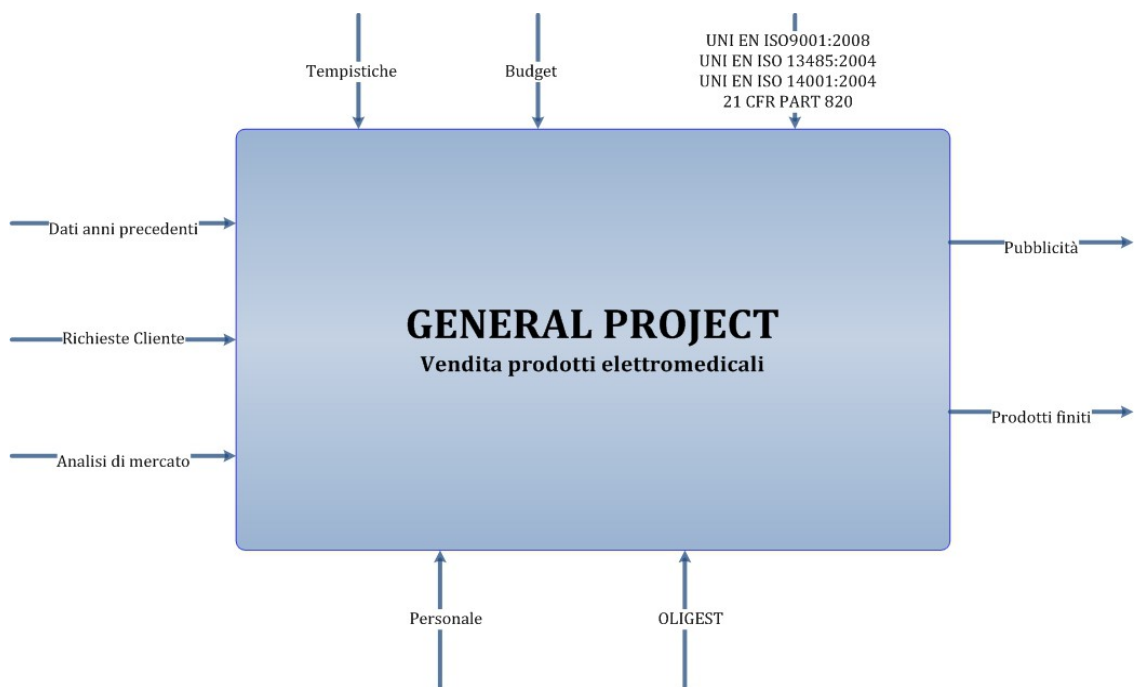 UNI EN ISO9001:2008
UNI EN ISO 13485:2004
UNI EN ISO 14001:2004
21 CFR PART 820
Tempistiche
Budget
Dati anni precedenti
Richieste Cliente
Analisi di mercato
GENERAL PROJECT
Vendita prodotti elettromedicali
Pubblicità
Prodotti finiti
Personale
OLIGEST